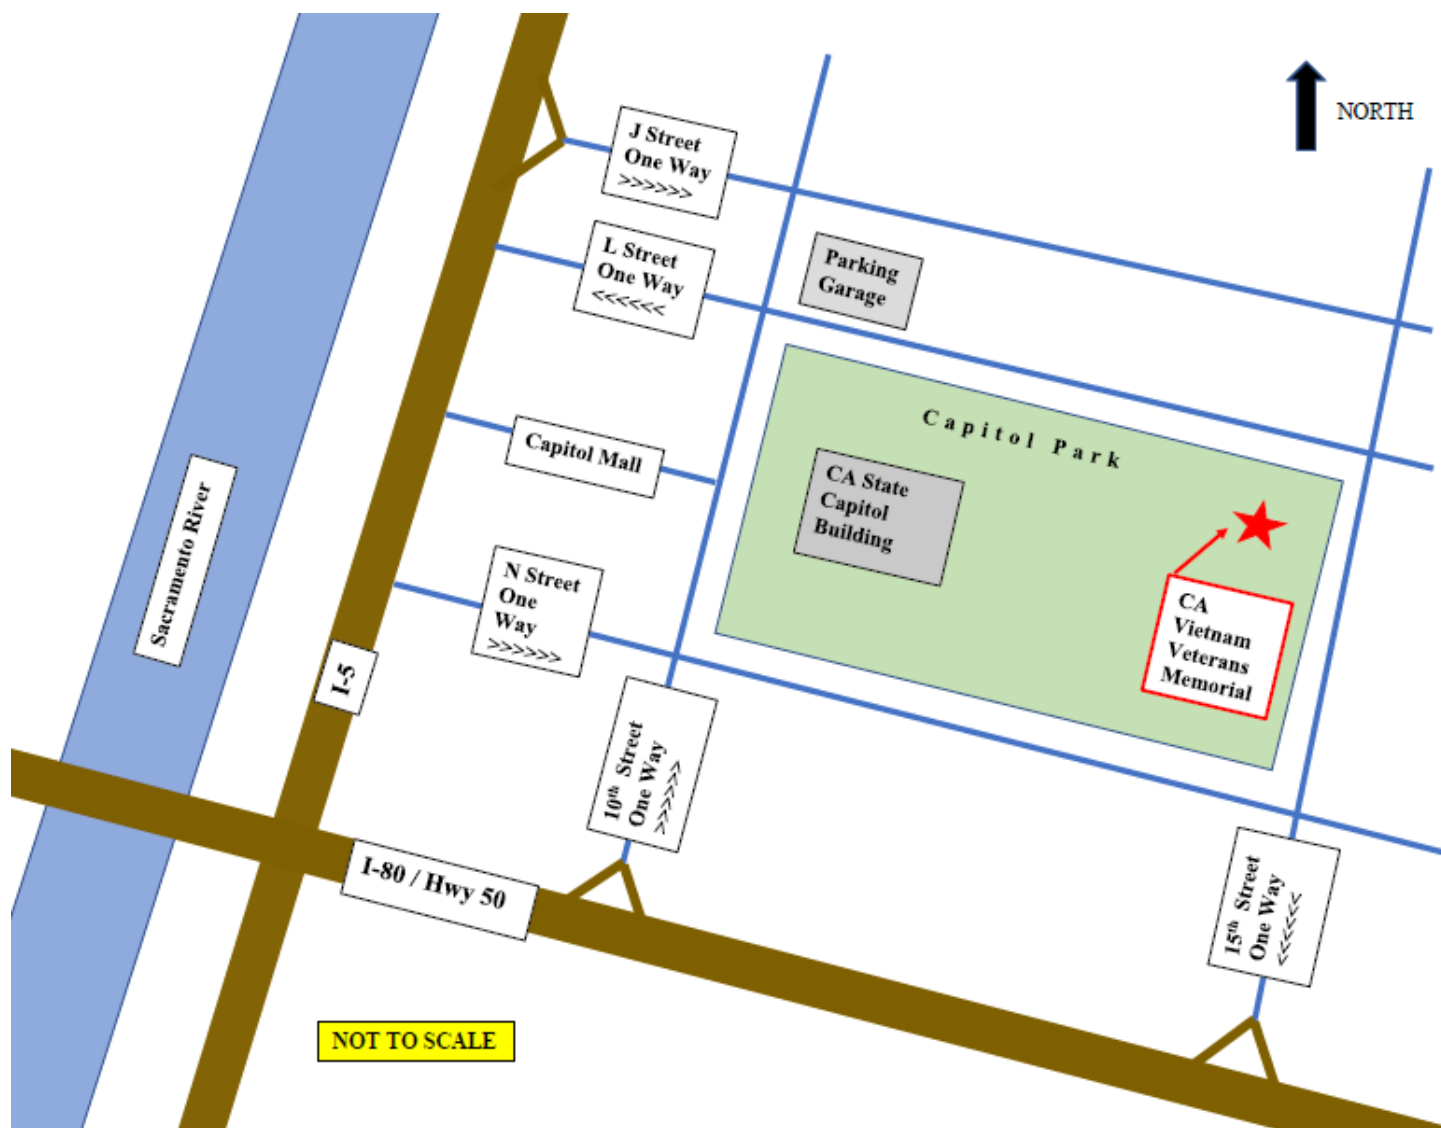 NORTH
J Street
One Way
>>>>>>
L Street
One Way
<<<<<<
Parking
Garage
Capitol Park
Capitol Mall
CA State
Capitol
Building
Sacramento River
N Street
One
Way
>>>>>>
CA
Vietnam
Veterans
Memorial
I-5
10th Street
One Way
>>>>>>
I-80 / Hwy 50
15th Street
One Way
<<<<<<
NOT TO SCALE